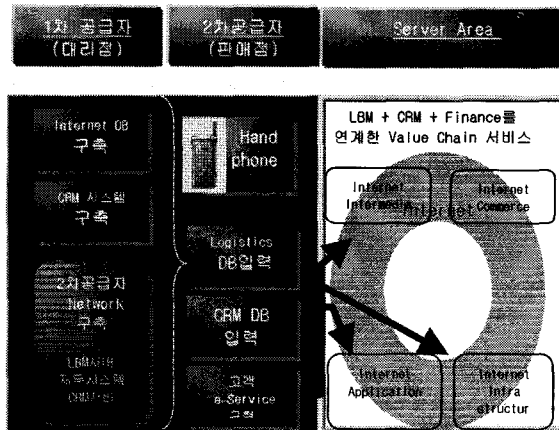 1차 공급자
(대리점)
2차공급자
(판매점)
Server Area
Internet DB
구축
CRM 시스템
구축
2차공급자
Network
구축
Hand
phone
Logistics
DB입력
CRM DB
입력
고객
e-Service
LBM + CRM + Finance를
연계한 Value Chain 서비스
Internet
Intermedia
Internet
Internet
Commerce
Internet
Application
Internet
Infra
structur